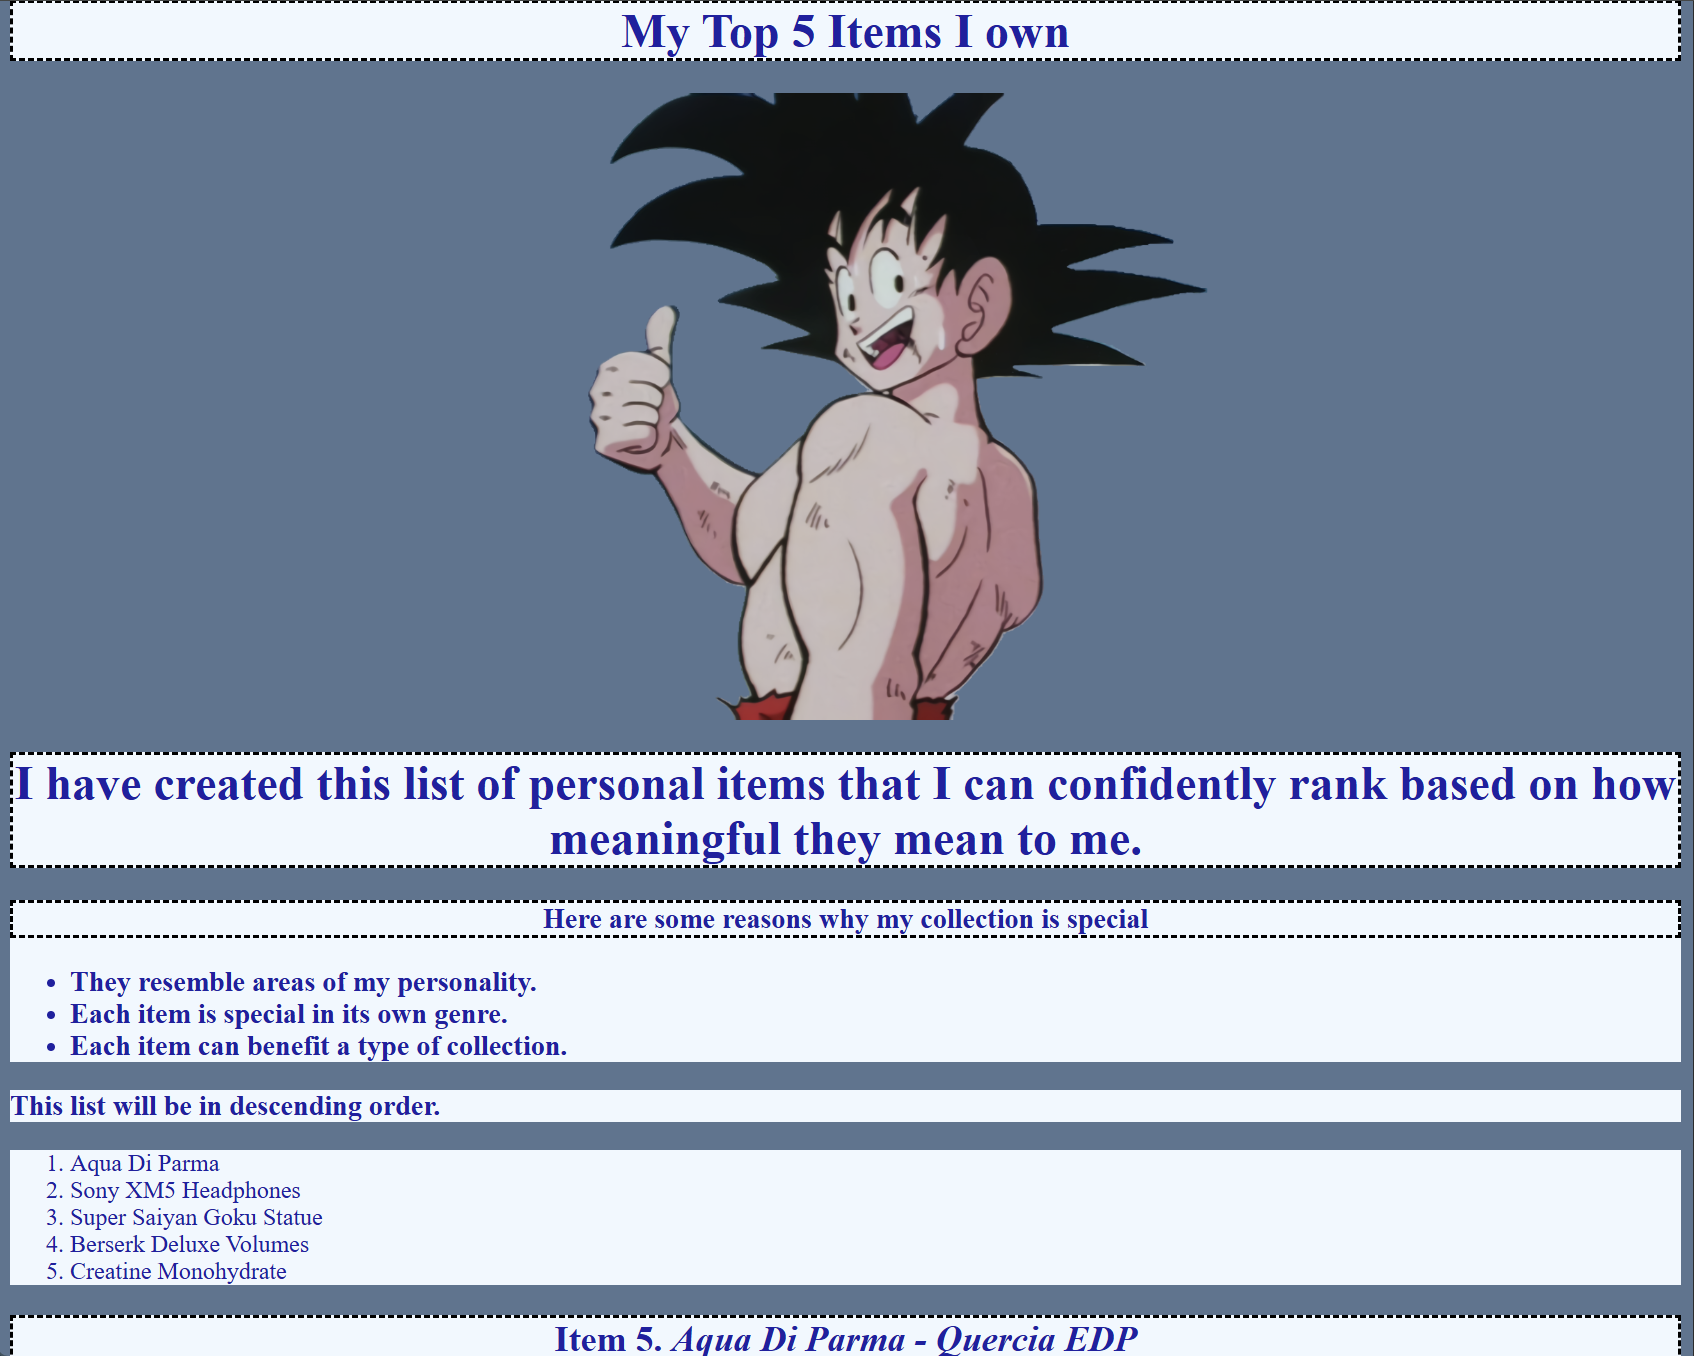 My Top 5 Items I own
I have created this list of personal items that I can confidently rank based on how
meaningful they mean to me.
Here are some reasons why my collection is special
• They resemble areas of my personality.
• Each item is special in its own genre.
• Each item can benefit a type of collection.
This list will be in descending order.
1. Aqua Di Parma
2. Sony XM5 Headphones
3. Super Saiyan Goku Statue
4. Berserk Deluxe Volumes
5. Creatine Monohydrate
Item 5. Aqua Di Parma - Quercia EDP